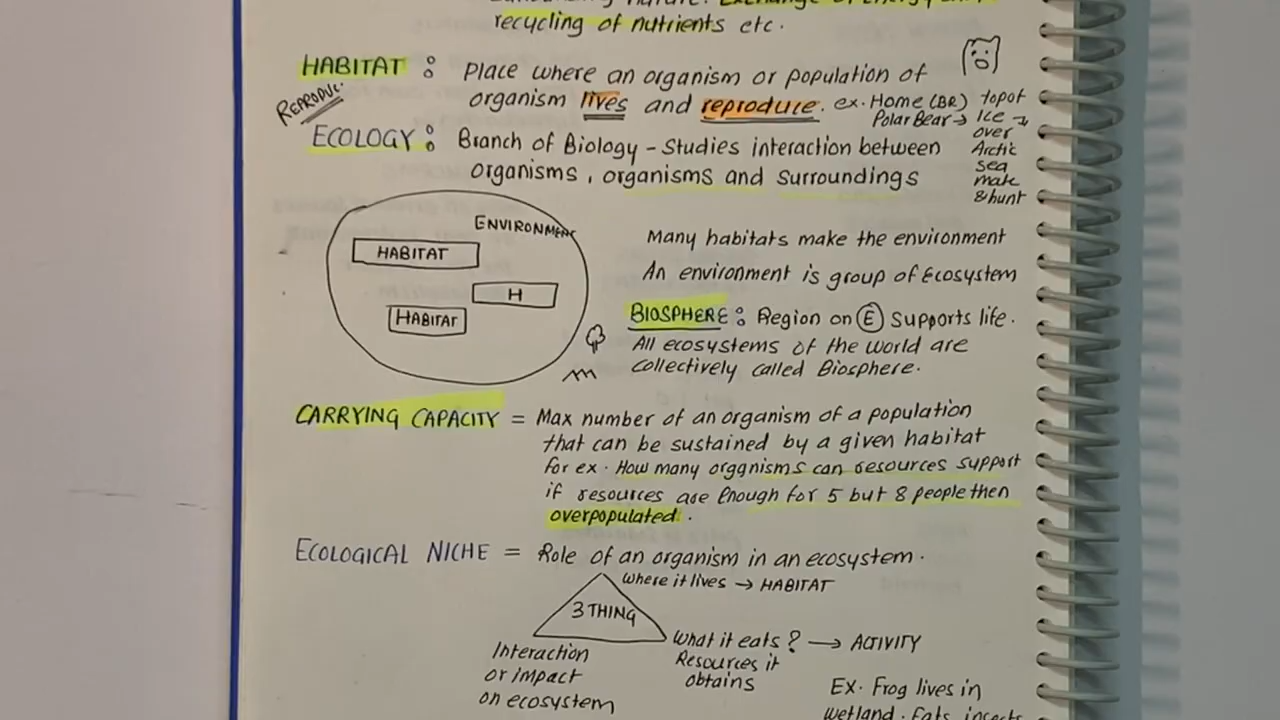 recycling of nutrients etc.
HABITAT : Place where an organism or population of
organism lives and reproduce. ex. Home (BR)
Polar Bear → Ice →
topof
over
Arctic
sea
mate
& hunt
REPRODUC.
ECOLOGY : Branch of Biology - Studies interaction between
organisms, organisms and surroundings
ENVIRONMENT
HABITAT
H
HABITAT
Many habitats make the environment
An environment is group of Ecosystem
BIOSPHERE : Region on (E) supports life.
All ecosystems of the world are
collectively called Biosphere.
CARRYING CAPACITY = Max number of an organism of a population
that can be sustained by a given habitat
for ex. How many orggnisms can resources support
if resources are Enough for 5 but 8 people then
overpopulated.
ECOLOGICAL NICHE = Role of an organism in an ecosystem.
where it lives → HABITAT
3 THING
What it eats ? → ACTIVITY
Resources it
obtains
Interaction
or impact
on ecosystem
Ex. Frog lives in
wetland. Eats insects